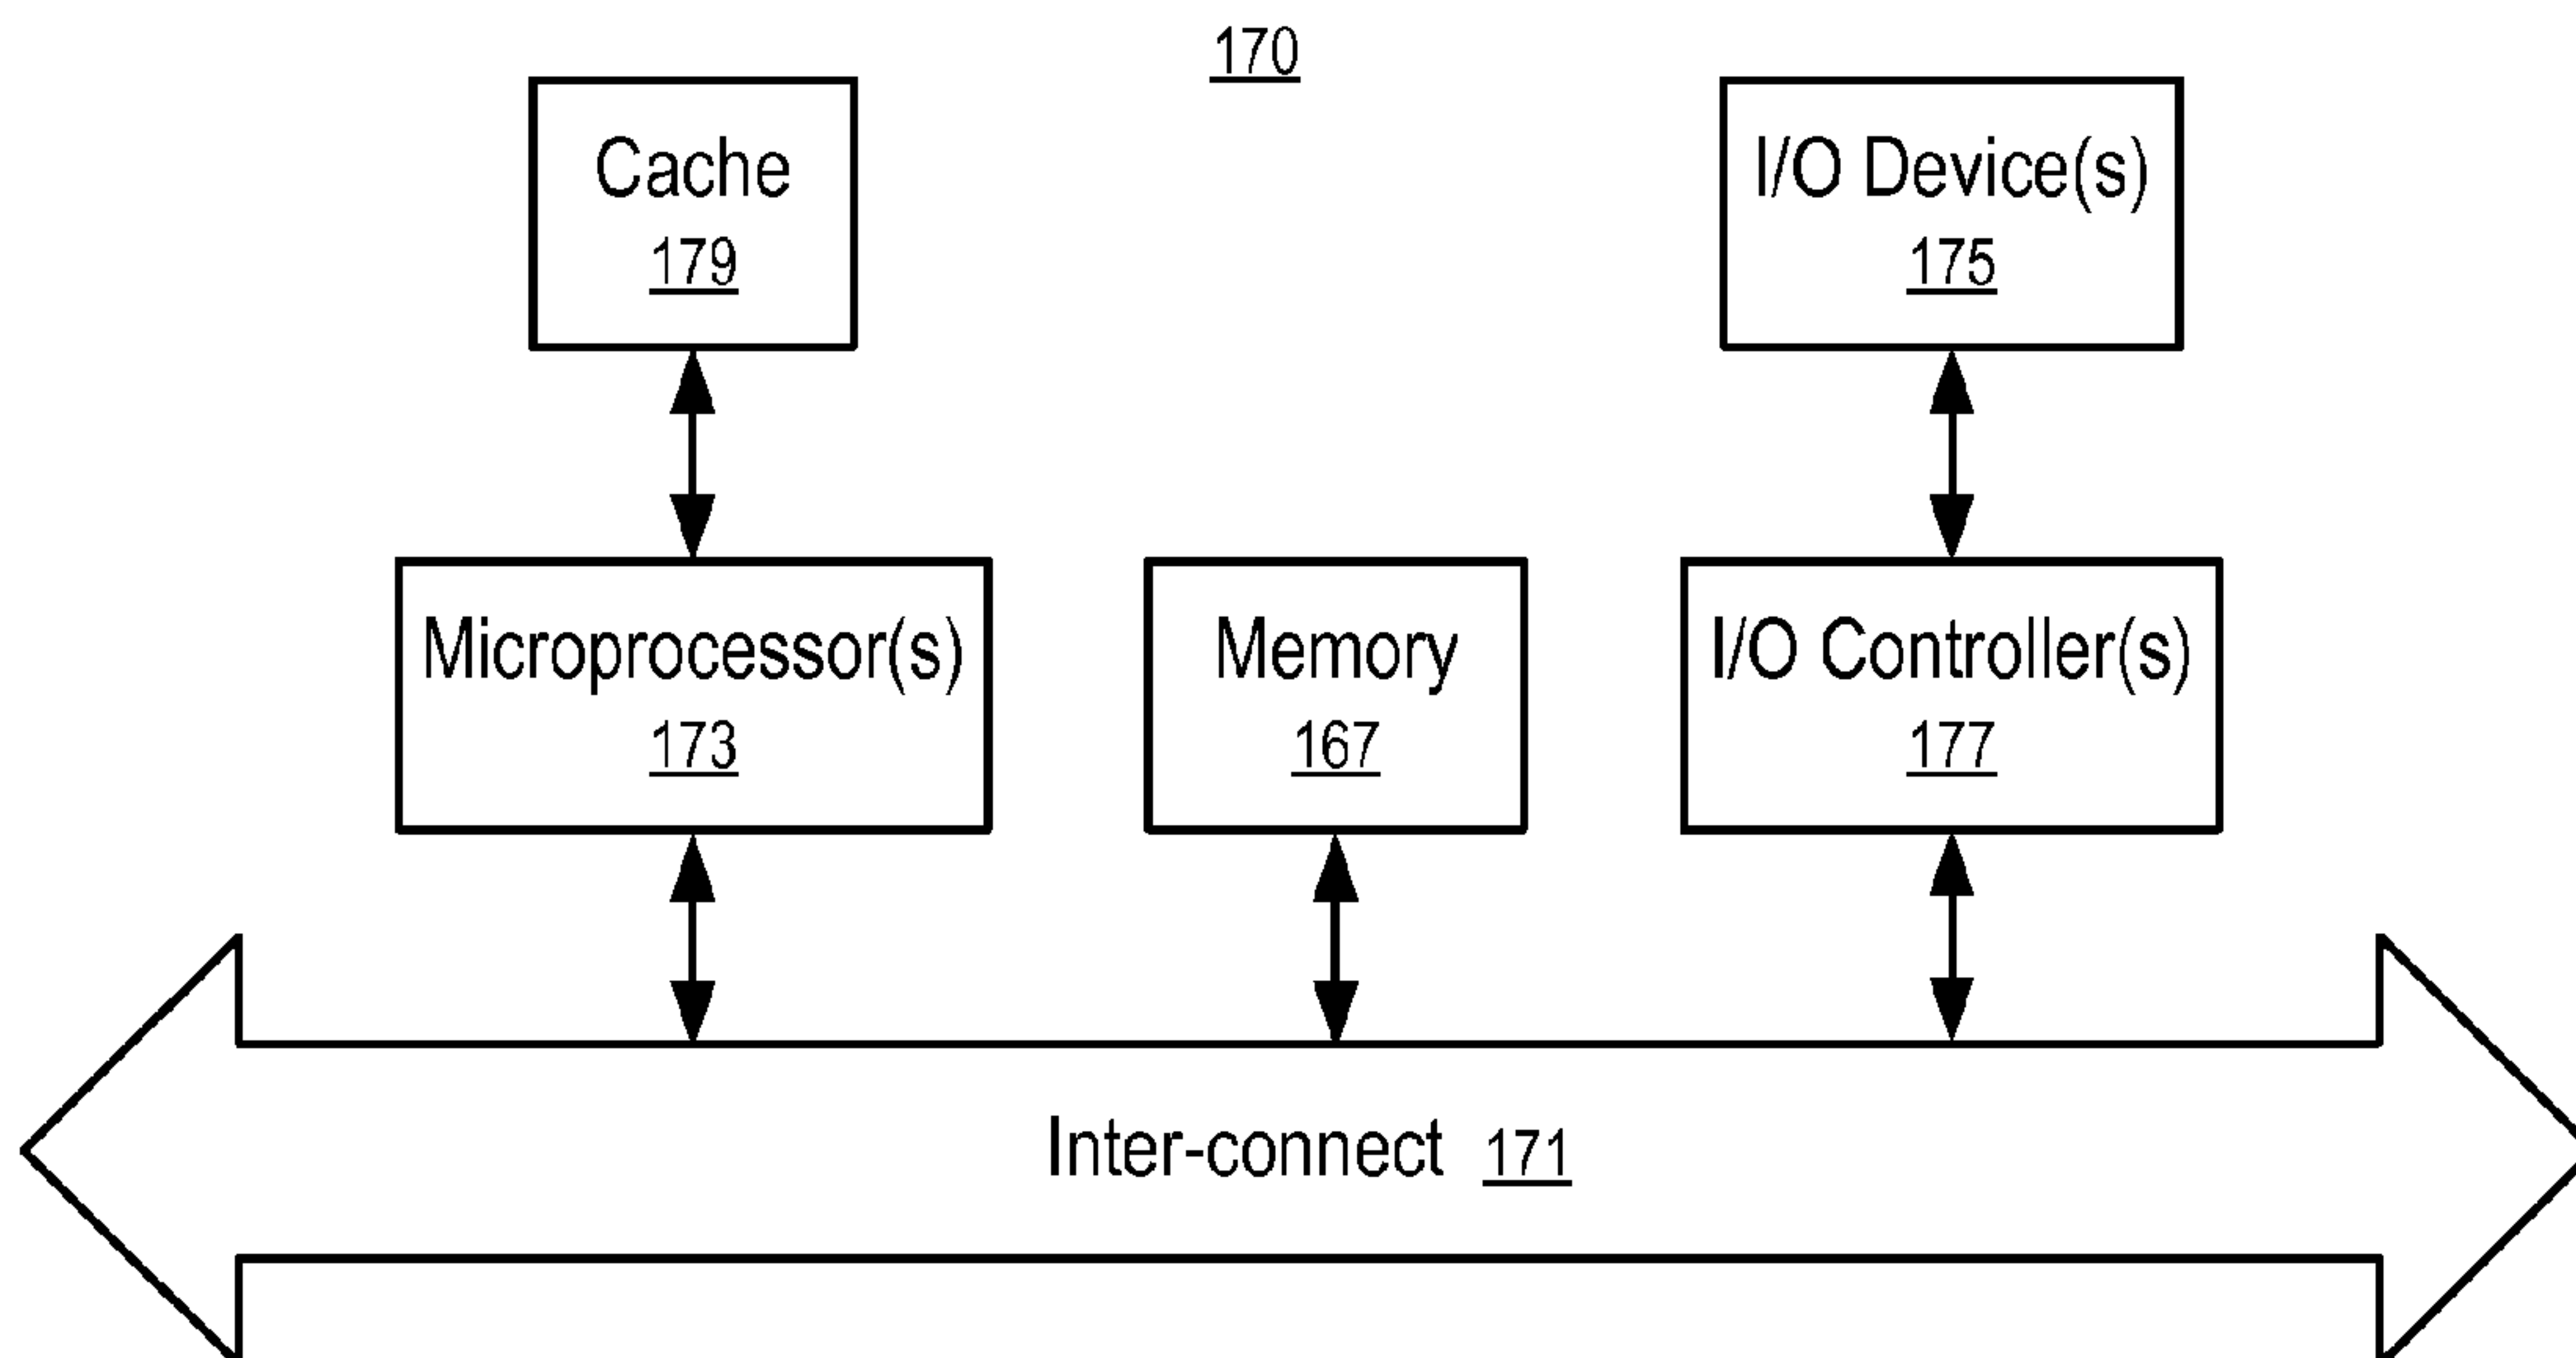 170
Cache
179
I/O Device(s)
175
Microprocessor(s)
173
Memory
167
I/O Controller(s)
177
Inter-connect 171